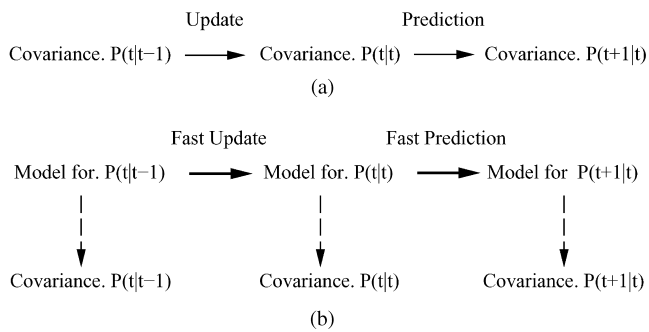 Update Prediction
Covariance. P(t|t−1) Covariance. P(t|t) Covariance. P(t+1|t)
(a)
Fast Update Fast Prediction
Model for. P(t|t−1) Model for. P(t|t) Model for P(t+1|t)
Covariance. P(t|t−1) Covariance. P(t|t) Covariance. P(t+1|t)
(b)